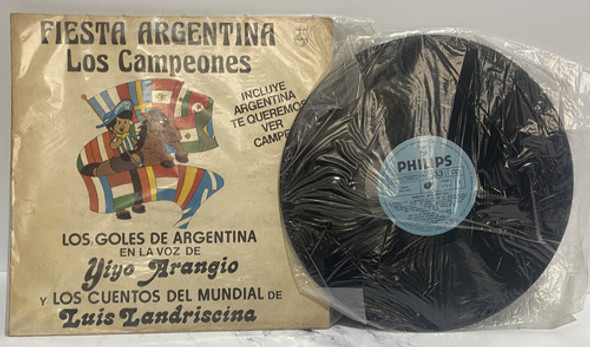 FIESTA ARGENTINA
Los Campeones
INCLUYE
ARGENTINA
TE QUEREMOS
VER
LOS GOLES DE ARGENTINA
EN LA VOZ DE
Yiyo Arangio
Y LOS CUENTOS DEL MUNDIAL DE
Luis Landriscina
PHILIPS
33